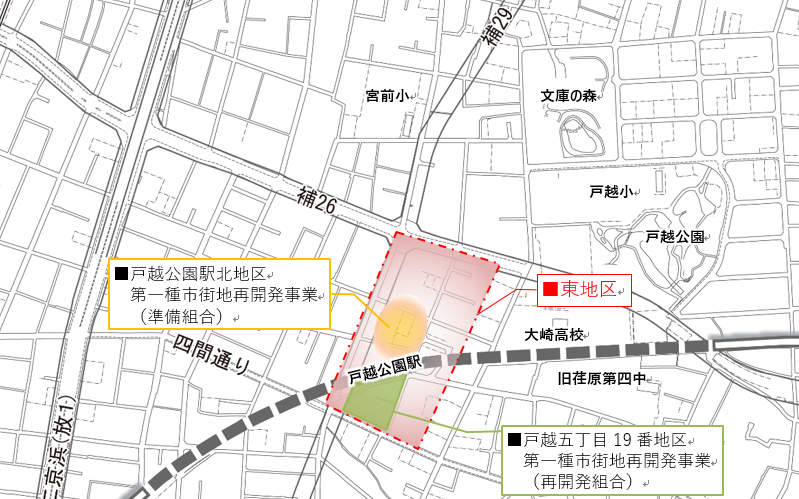 補29
宮前小
文庫の森
補26
戸越小
戸越公園
■戸越公園駅北地区
第一種市街地再開発事業
（準備組合）
■東地区
大崎高校
四間通り
戸越公園駅
旧荏原第四中
二京浜(放1)
■戸越五丁目19番地区
第一種市街地再開発事業
（再開発組合）